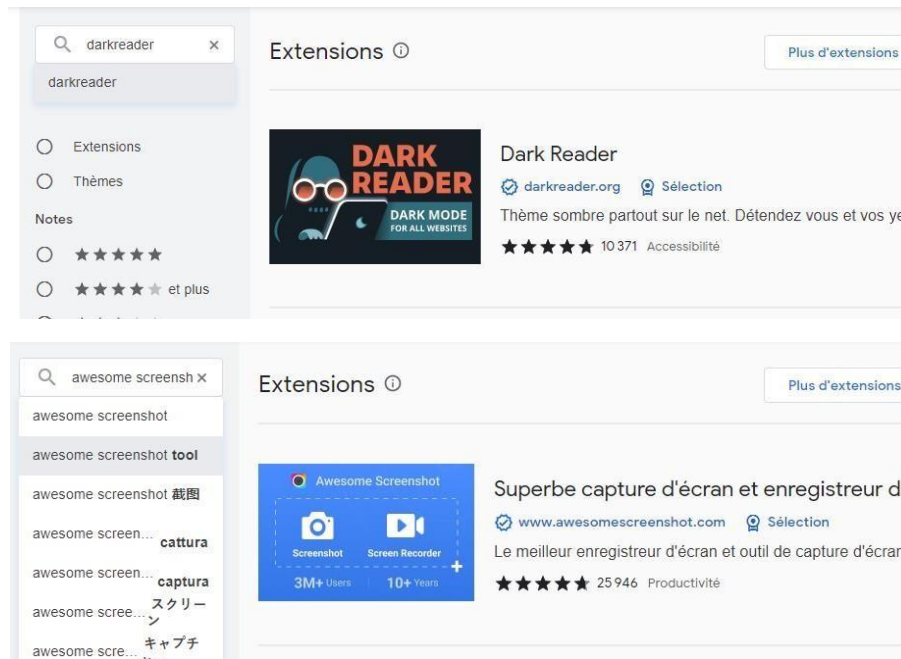 darkreader
darkreader
Extensions
Thèmes
Notes
et plus
Extensions
Plus d'extensions
DARK
READER
DARK MODE
FOR ALL WEBSITES
Dark Reader
darkreader.org Sélection
Thème sombre partout sur le net. Détendez vous et vos
10 371 Accessibilité
awesome screensh
awesome screenshot
awesome screenshot tool
awesome screenshot 截图
awesome screen... cattura
awesome screen... captura
awesome scree... スクリー
ン
awesome scre... キャプチ
Extensions
Plus d'extensions
Awesome Screenshot
Screenshot Screen Recorder
3M+ Users 10+ Years
Superbe capture d'écran et enregistreur d
www.awesomescreenshot.com Sélection
Le meilleur enregistreur d'écran et outil de capture d'écran
25 946 Productivité